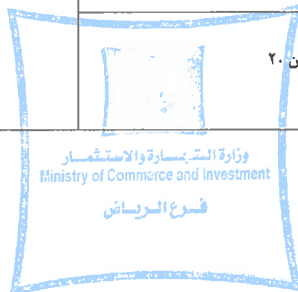 ن ٢٠
وزارة التجارة والاستثمار
Ministry of Commerce and Investment
فرع الرياض